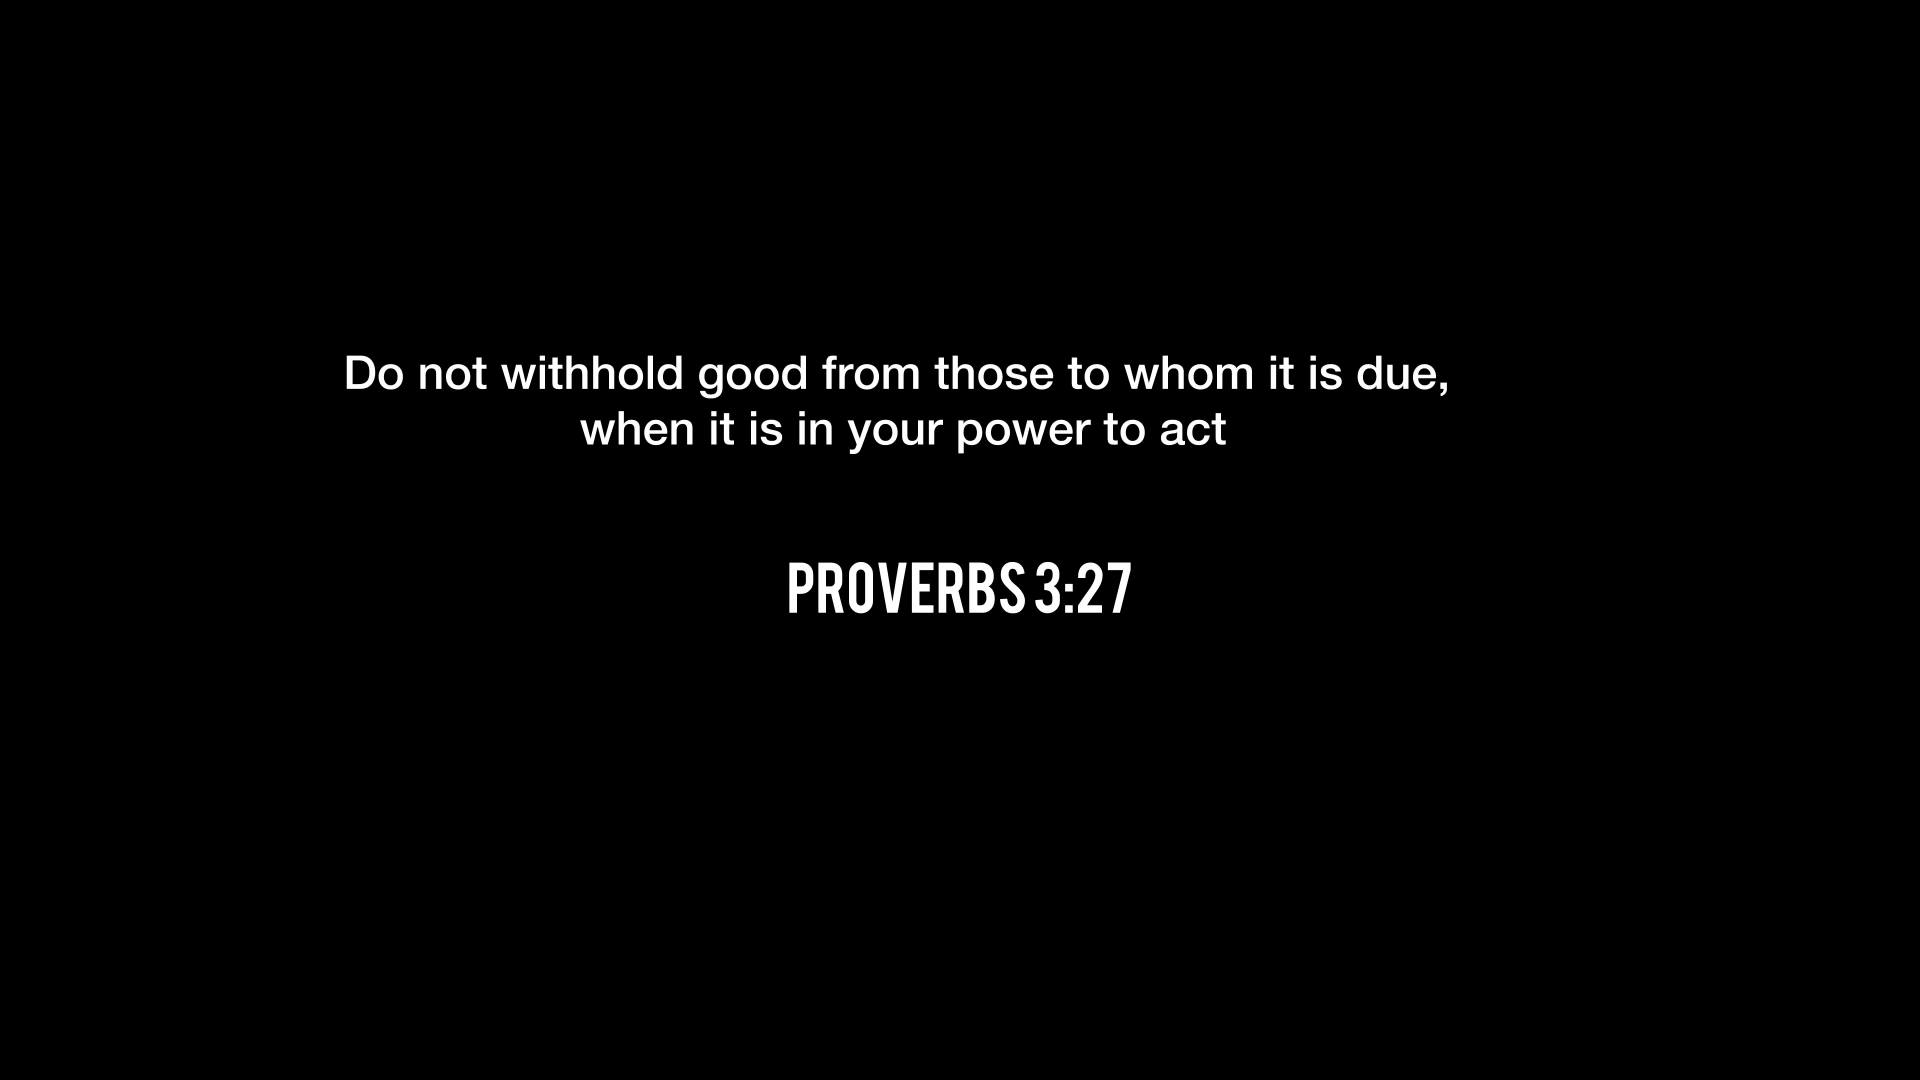 Do not withhold good from those to whom it is due,
when it is in your power to act
PROVERBS 3:27